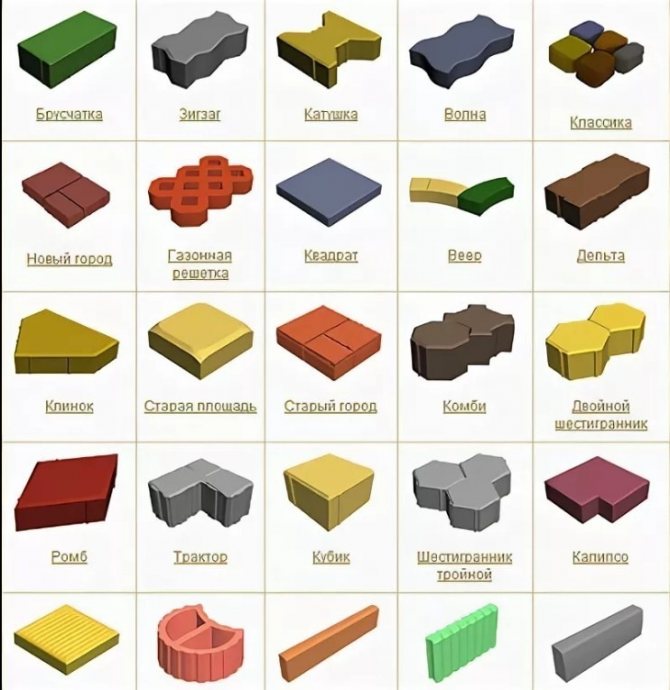 Брусчатка
Зигзаг
Катушка
Волна
Классика
Новый город
Газонная
решетка
Квадрат
Веер
Дельта
Клинок
Старая площадь
Старый город
Комби
Двойной
шестигранник
Ромб
Трактор
Кубик
Шестигранник
тройной
Калипсо